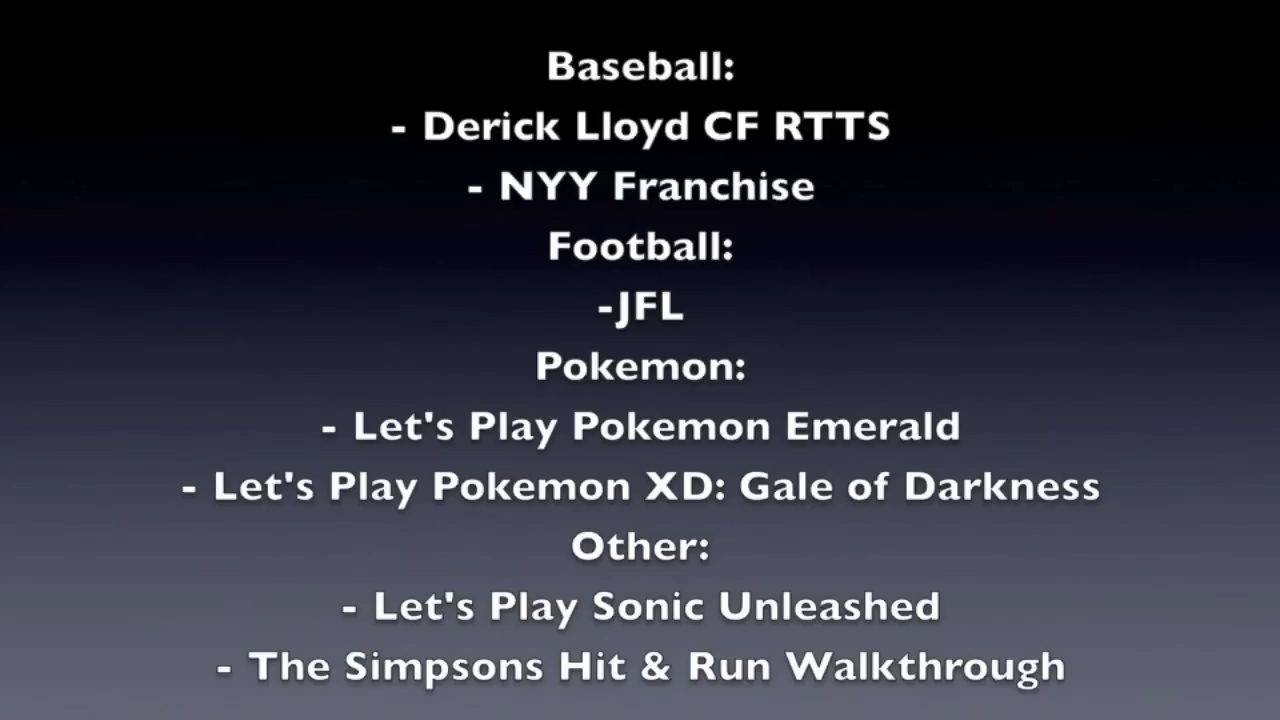 Baseball:
- Derick Lloyd CF RTTS
- NYY Franchise
Football:
-JFL
Pokemon:
- Let's Play Pokemon Emerald
- Let's Play Pokemon XD: Gale of Darkness
Other:
- Let's Play Sonic Unleashed
- The Simpsons Hit & Run Walkthrough